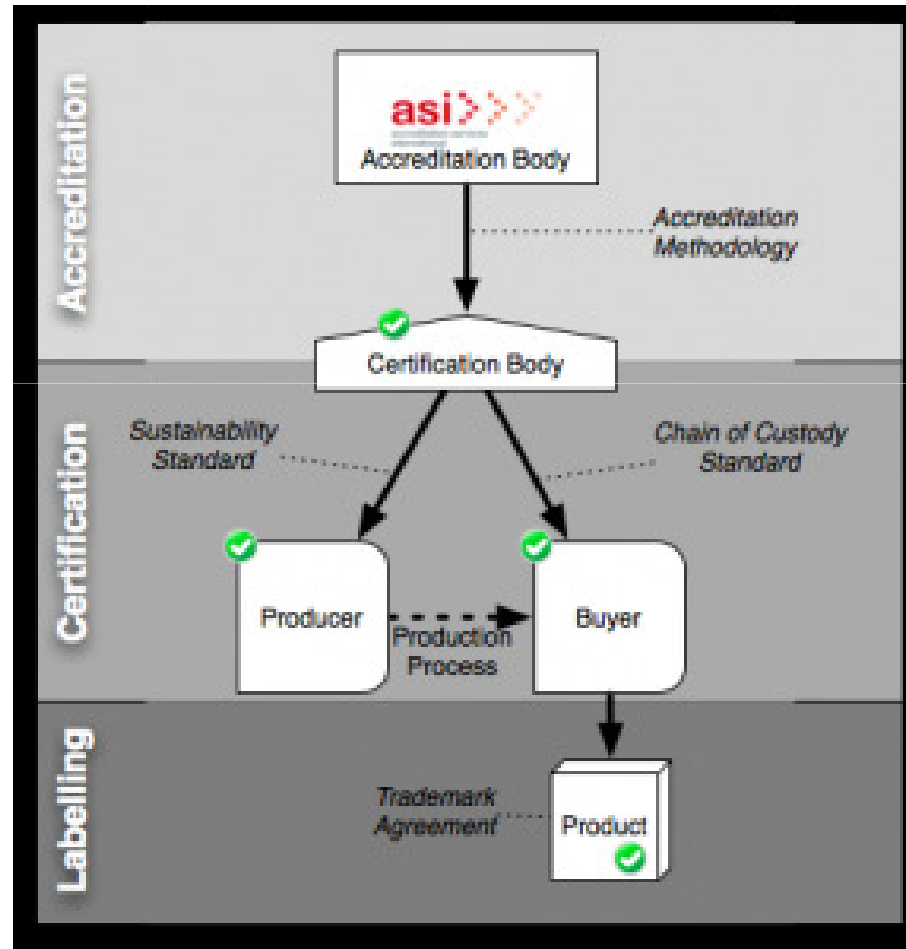 Accreditation
asi
Accreditation Body
Accreditation
Methodology
Certification Body
Certification
Sustainability
Standard
Chain of Custody
Standard
Producer
Buyer
Production
Process
Labelling
Trademark
Agreement
Product